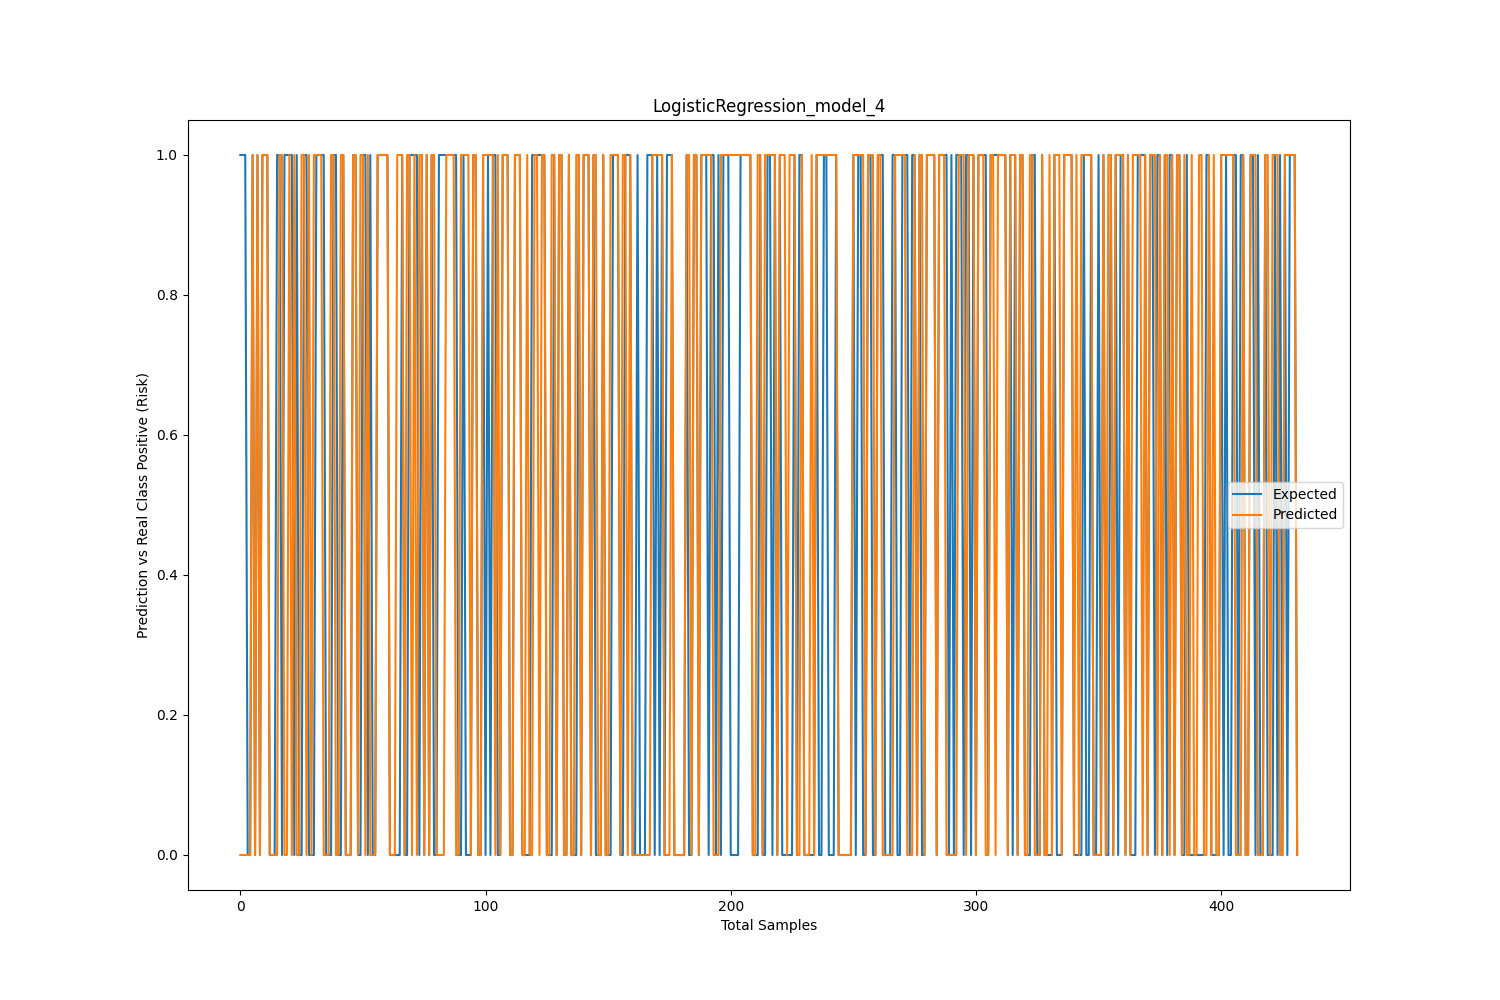 LogisticRegression_model_4
1.0
0.8
0.6
0.4
0.2
0.0
Prediction vs Real Class Positive (Risk)
Expected
Predicted
0
100
200
300
400
Total Samples